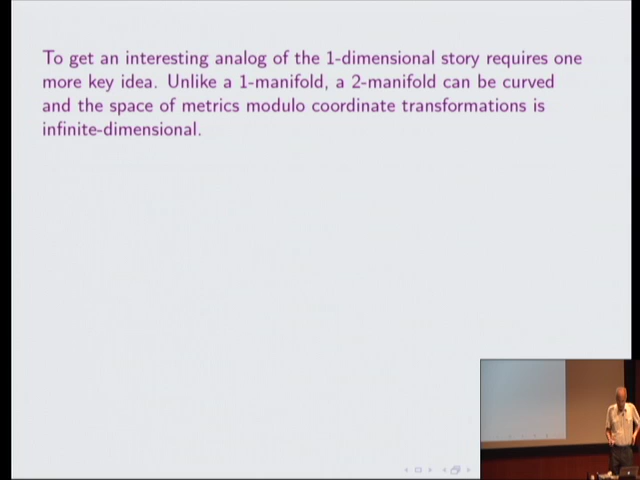 To get an interesting analog of the 1-dimensional story requires one
more key idea. Unlike a 1-manifold, a 2-manifold can be curved
and the space of metrics modulo coordinate transformations is
infinite-dimensional.